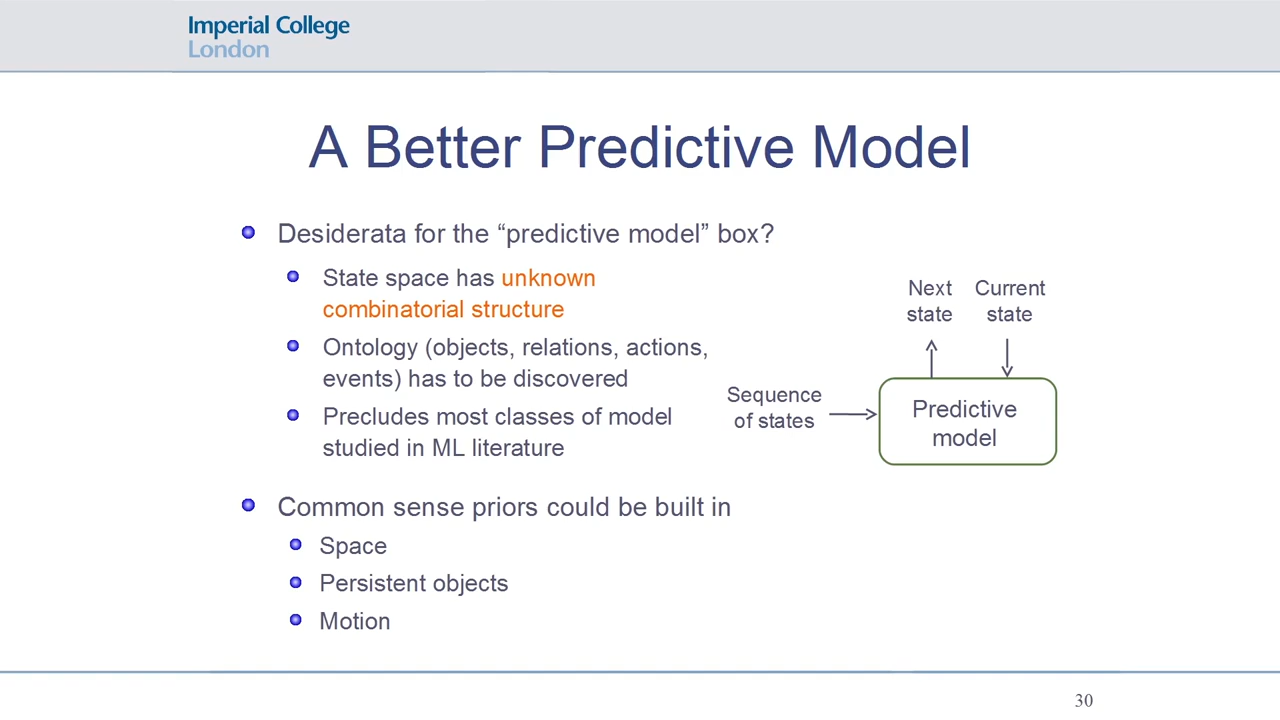 Imperial College
London
A Better Predictive Model
Desiderata for the “predictive model” box?
State space has unknown
combinatorial structure
Ontology (objects, relations, actions,
events) has to be discovered
Precludes most classes of model
studied in ML literature
Common sense priors could be built in
Space
Persistent objects
Motion
Next
state
Current
state
Sequence
of states
Predictive
model
30